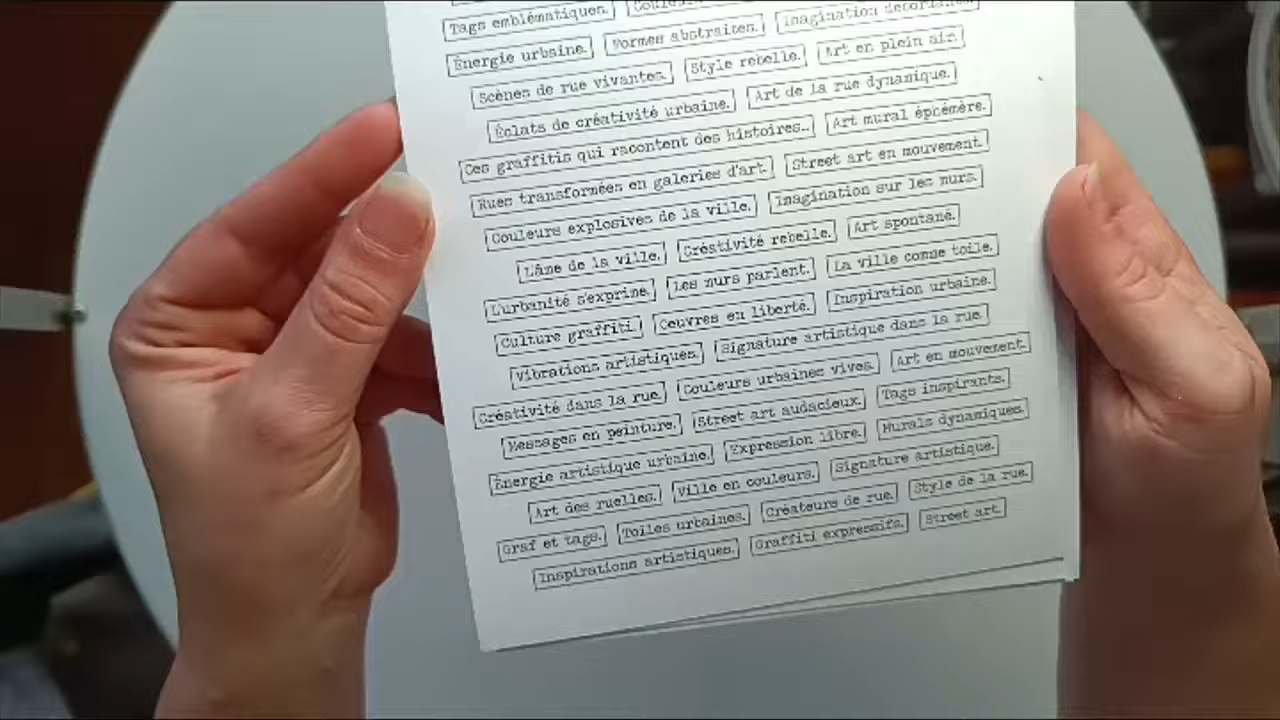 Tags emblématiques.
Énergie urbaine. Formes abstraites. Imagination
Scènes de rue vivantes. Style rebelle. Art en plein air.
Éclats de créativité urbaine. Art de la rue dynamique.
Ces graffitis qui racontent des histoires... Art mural éphémère.
Rues transformées en galeries d'art. Street art en mouvement.
Couleurs explosives de la ville. Imagination sur les murs.
L'âme de la ville. Créativité rebelle. Art spontané.
L'urbanité s'exprime. Les murs parlent. La ville comme toile.
Culture graffiti. Oeuvres en liberté. Inspiration urbaine.
Vibrations artistiques. Signature artistique dans la rue.
Créativité dans la rue. Couleurs urbaines vives. Art en mouvement.
Messages en peinture. Street art audacieux. Tags inspirants.
Énergie artistique urbaine. Expression libre. Murals dynamiques.
Art des ruelles. Ville en couleurs. Signature artistique.
Graf et tags. Toiles urbaines. Créateurs de rue. Style de la rue.
Inspirations artistiques. Graffiti expressifs. Street art.